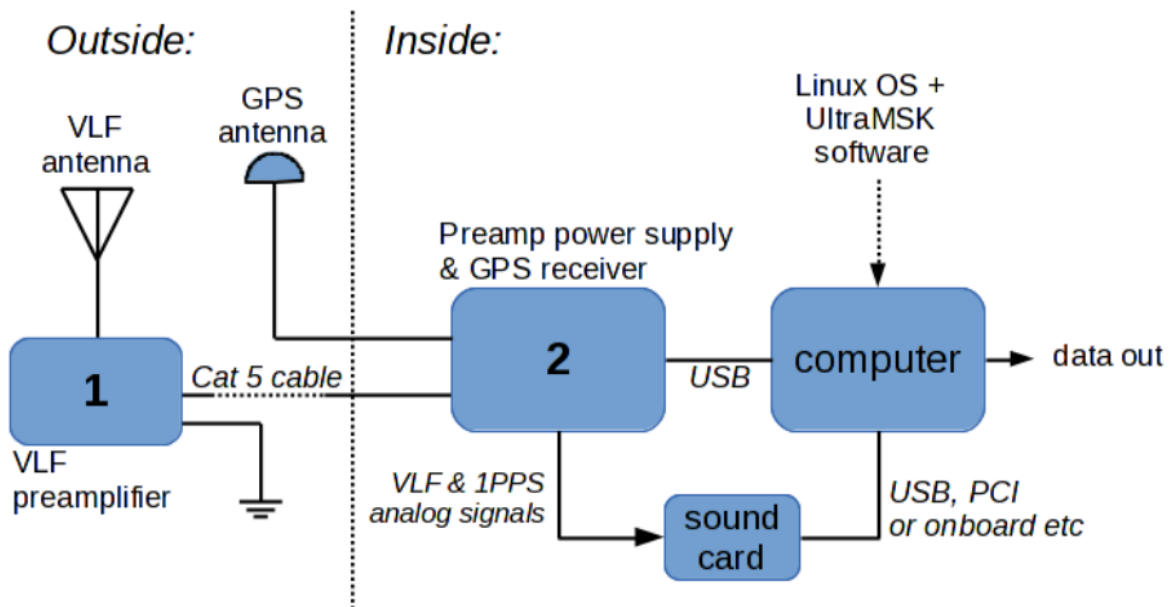 Outside:
Inside:
VLF
antenna
GPS
antenna
Linux OS +
UltraMSK
software
Preamp power supply
& GPS receiver
1
Cat 5 cable
2
USB
computer
data out
VLF
preamplifier
VLF & 1PPS
analog signals
sound
card
USB, PCI
or onboard etc